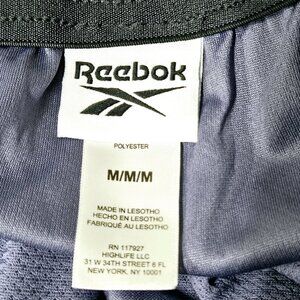 Reebok
POLYESTER
M/M/M
MADE IN LESOTHO
HECHO EN LESOTHO
FABRIQUÉ AU LESOTHO
RN 117927
HIGHLIFE LLC
31 W 34TH STREET 6 FL
NEW YORK, NY 10001